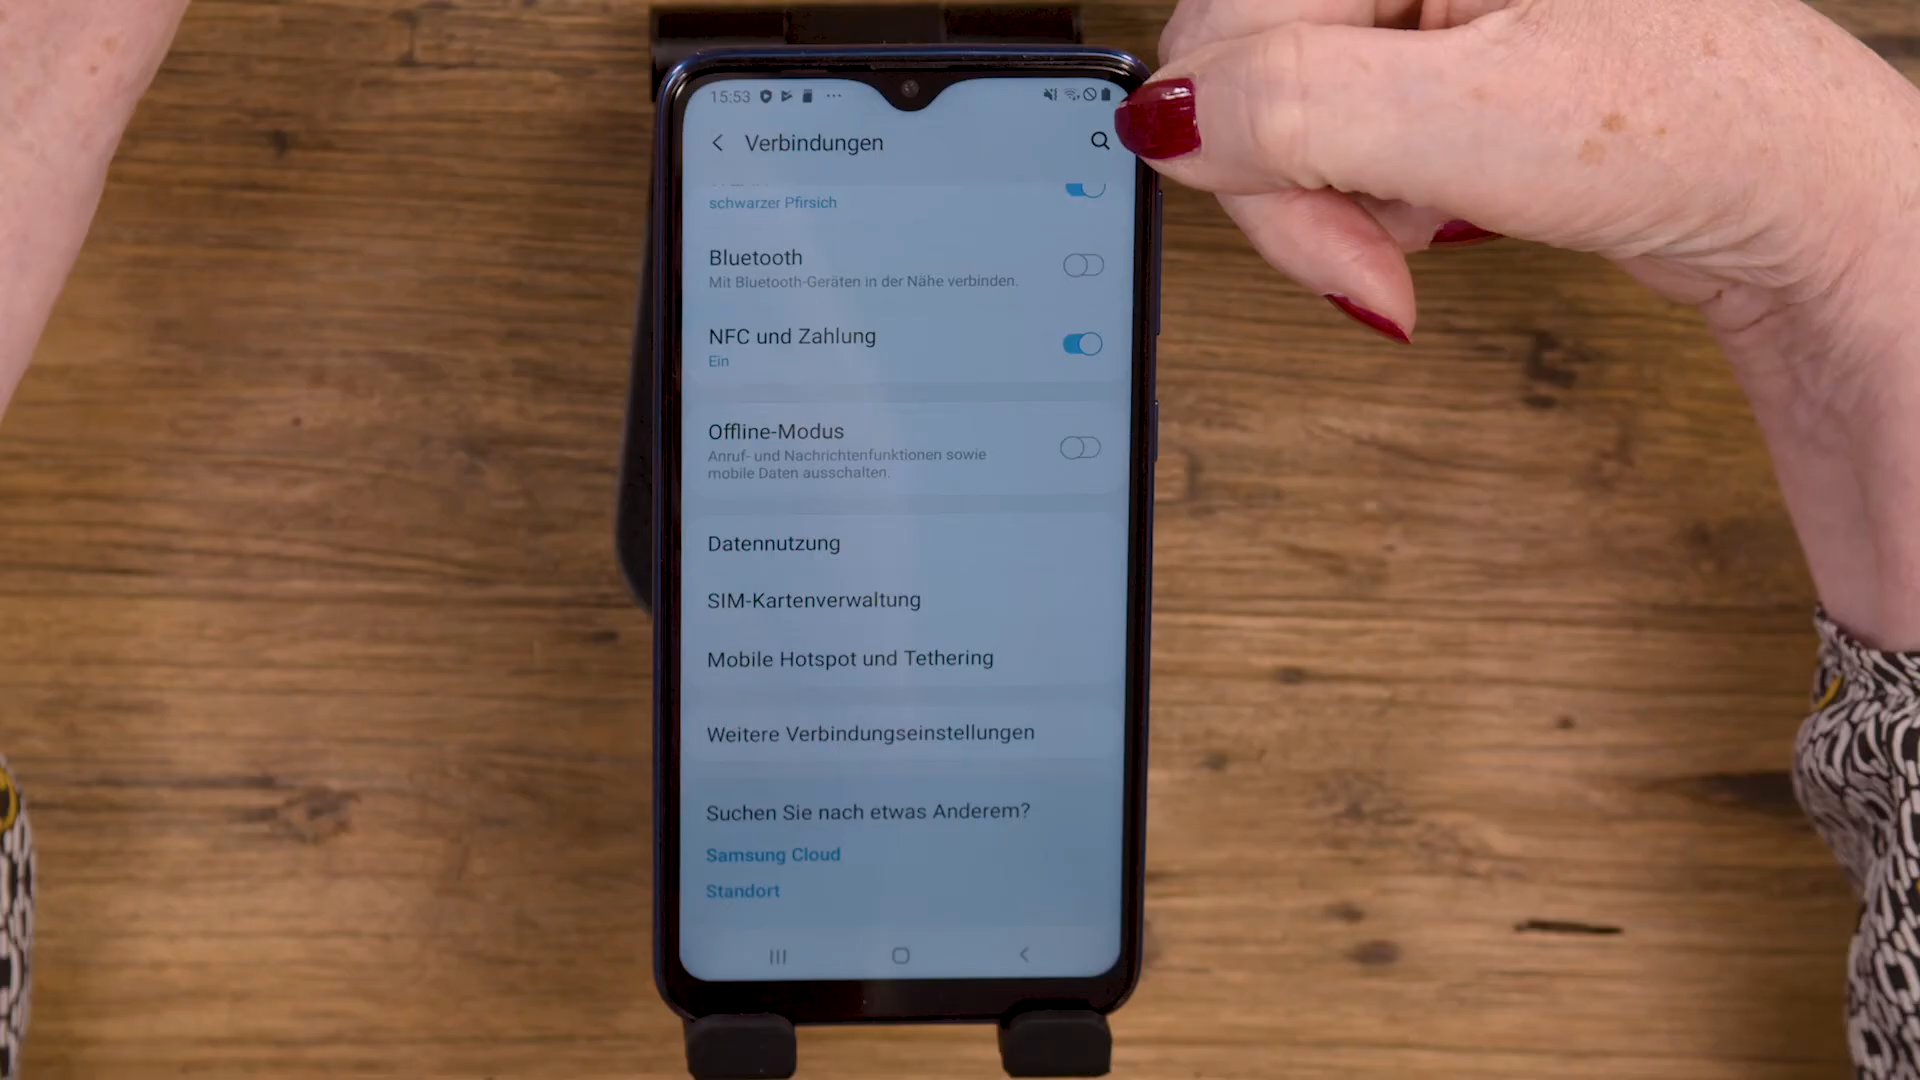 15:53
Verbindungen
schwarzer Pfirsich
Bluetooth
Mit Bluetooth-Geräten in der Nähe verbinden.
NFC und Zahlung
Ein
Offline-Modus
Anruf- und Nachrichtenfunktionen sowie
mobile Daten ausschalten.
Datennutzung
SIM-Kartenverwaltung
Mobile Hotspot und Tethering
Weitere Verbindungseinstellungen
Suchen Sie nach etwas Anderem?
Samsung Cloud
Standort